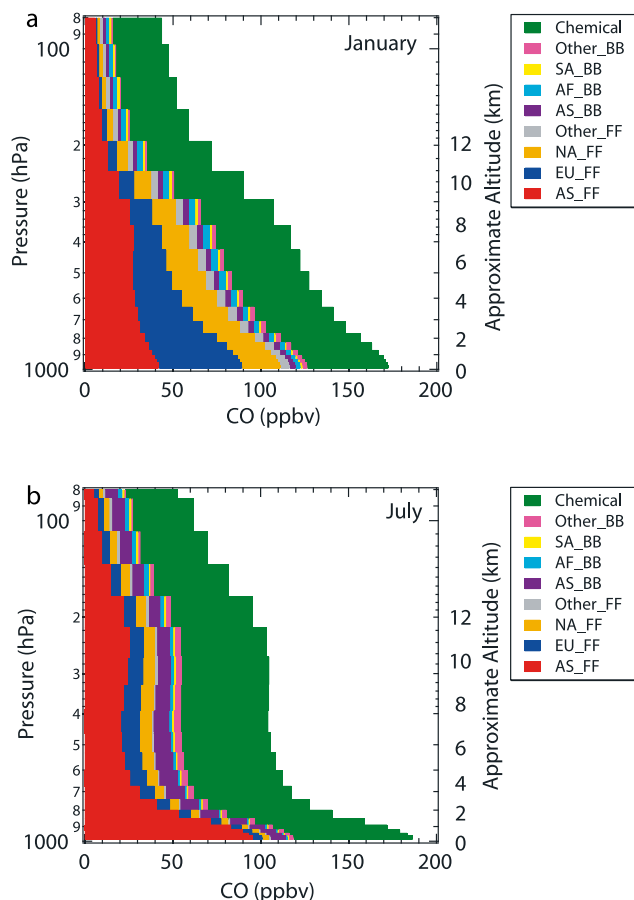 a
January
Pressure (hPa)
8
9
100
2
3
4
5
6
7
8
9
1000
0 50 100 150 200
CO (ppbv)
12
10
8
6
4
2
0
Approximate Altitude (km)
Chemical
Other_BB
SA_BB
AF_BB
AS_BB
Other_FF
NA_FF
EU_FF
AS_FF
b
July
Pressure (hPa)
8
9
100
2
3
4
5
6
7
8
9
1000
0 50 100 150 200
CO (ppbv)
12
10
8
6
4
2
0
Approximate Altitude (km)
Chemical
Other_BB
SA_BB
AF_BB
AS_BB
Other_FF
NA_FF
EU_FF
AS_FF